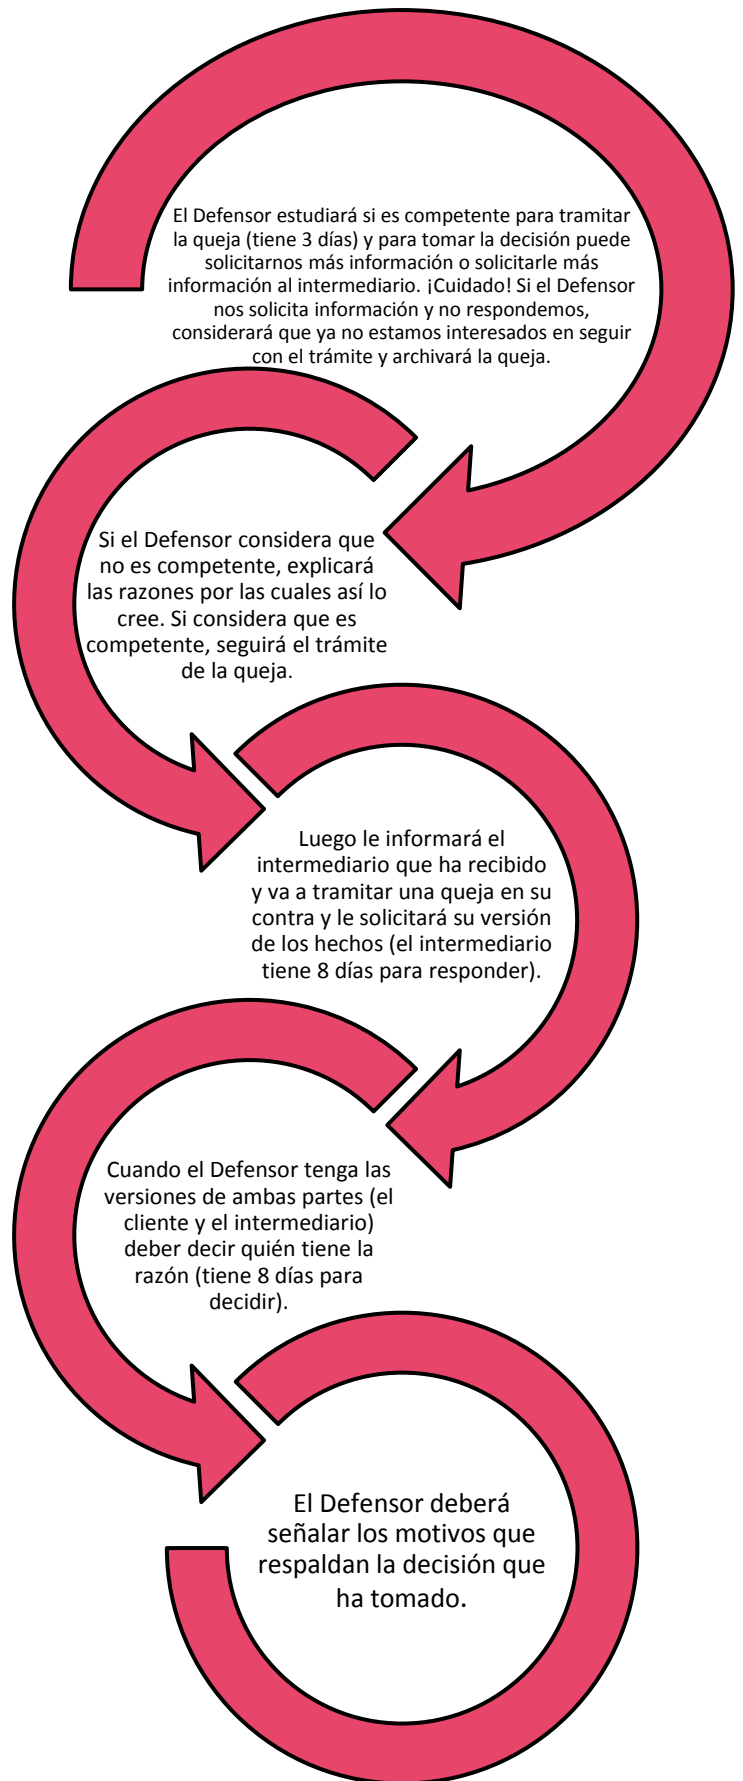 El Defensor estudiará si es competente para tramitar
la queja (tiene 3 días) y para tomar la decisión puede
solicitarnos más información o solicitarle más
información al intermediario. ¡Cuidado! Si el Defensor
nos solicita información y no respondemos,
considerará que ya no estamos interesados en seguir
con el trámite y archivará la queja.
Si el Defensor considera que
no es competente, explicará
las razones por las cuales así lo
cree. Si considera que es
competente, seguirá el trámite
de la queja.
Luego le informará el
intermediario que ha recibido
y va a tramitar una queja en su
contra y le solicitará su versión
de los hechos (el intermediario
tiene 8 días para responder).
Cuando el Defensor tenga las
versiones de ambas partes (el
cliente y el intermediario)
deber decir quién tiene la
razón (tiene 8 días para
decidir).
El Defensor deberá
señalar los motivos que
respaldan la decisión que
ha tomado.